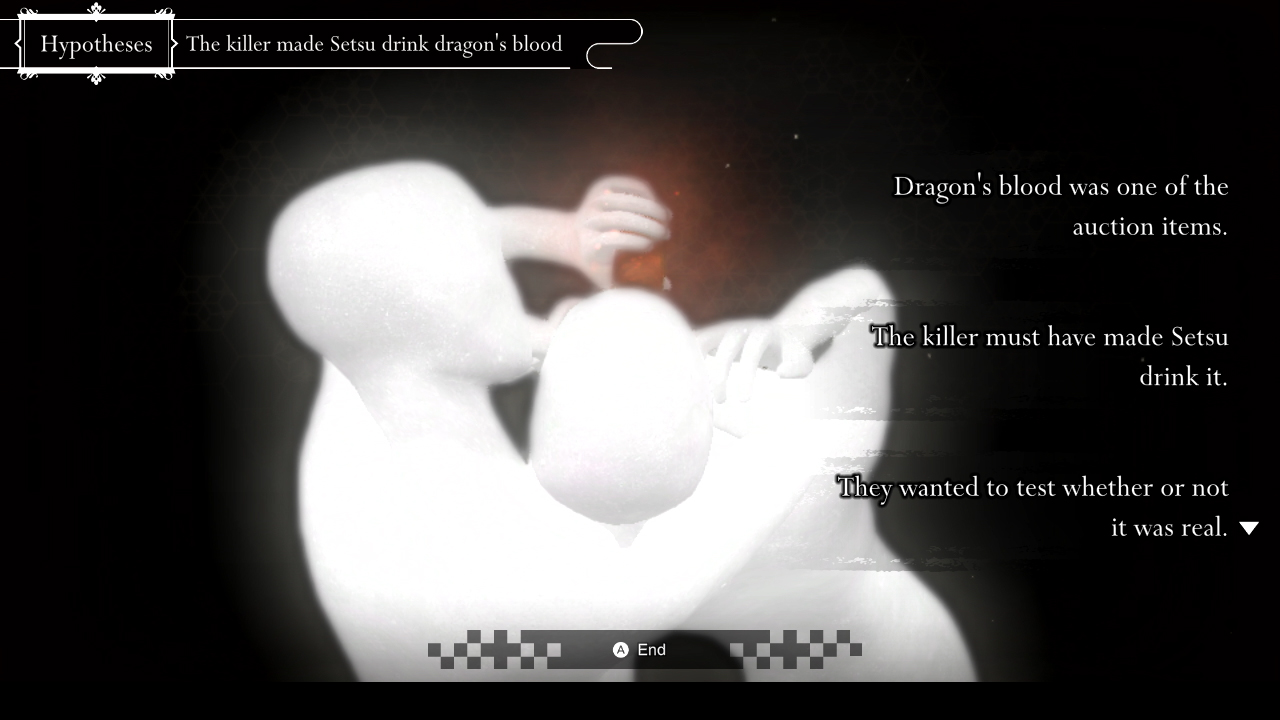 Hypotheses
The killer made Setsu drink dragon's blood
Dragon's blood was one of the
auction items.
The killer must have made Setsu
drink it.
They wanted to test whether or not
it was real.
A End